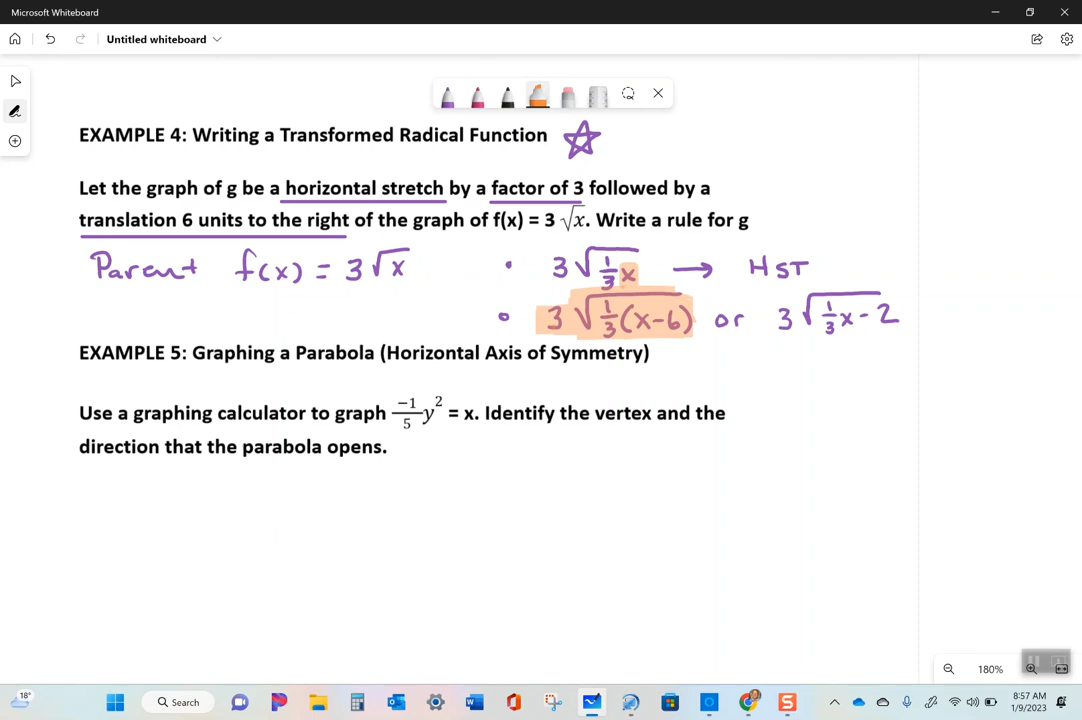 Microsoft Whiteboard
Untitled whiteboard
EXAMPLE 4: Writing a Transformed Radical Function
Let the graph of g be a horizontal stretch by a factor of 3 followed by a
translation 6 units to the right of the graph of f(x) = 3 √x. Write a rule for g
Parent f(x) = 3√x • 3√(1/3 x) → HST
• 3√(1/3(x-6)) or 3√(1/3 x-2)
EXAMPLE 5: Graphing a Parabola (Horizontal Axis of Symmetry)
Use a graphing calculator to graph -1/5 y² = x. Identify the vertex and the
direction that the parabola opens.
180%
18°
Search
8:57 AM
1/9/2023